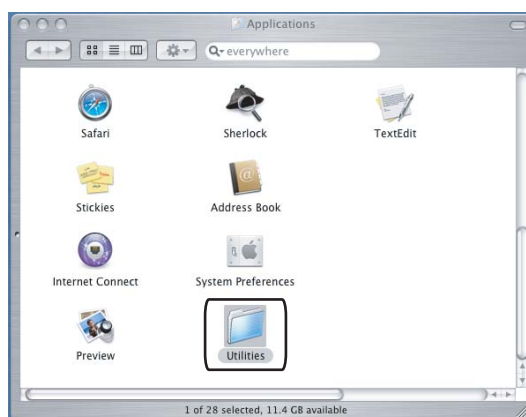 Applications
everywhere
Safari
Sherlock
TextEdit
Stickies
Address Book
Internet Connect
System Preferences
Preview
Utilities
1 of 28 selected, 11.4 GB available